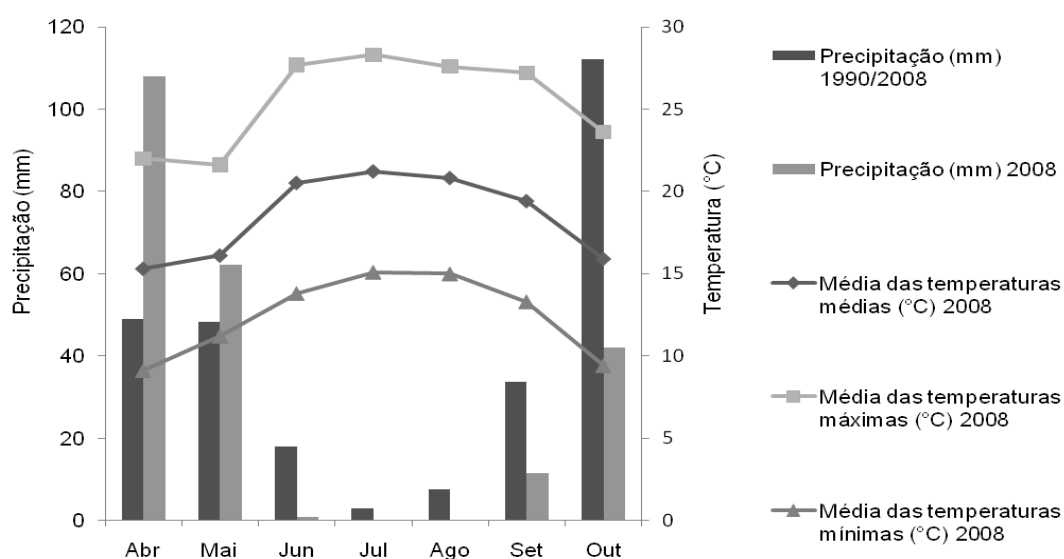 120
100
80
60
40
20
0
Precipitação (mm)
30
25
20
15
10
5
0
Temperatura (°C)
Abr Mai Jun Jul Ago Set Out
Precipitação (mm)
1990/2008
Precipitação (mm) 2008
Média das temperaturas
médias (°C) 2008
Média das temperaturas
máximas (°C) 2008
Média das temperaturas
mínimas (°C) 2008